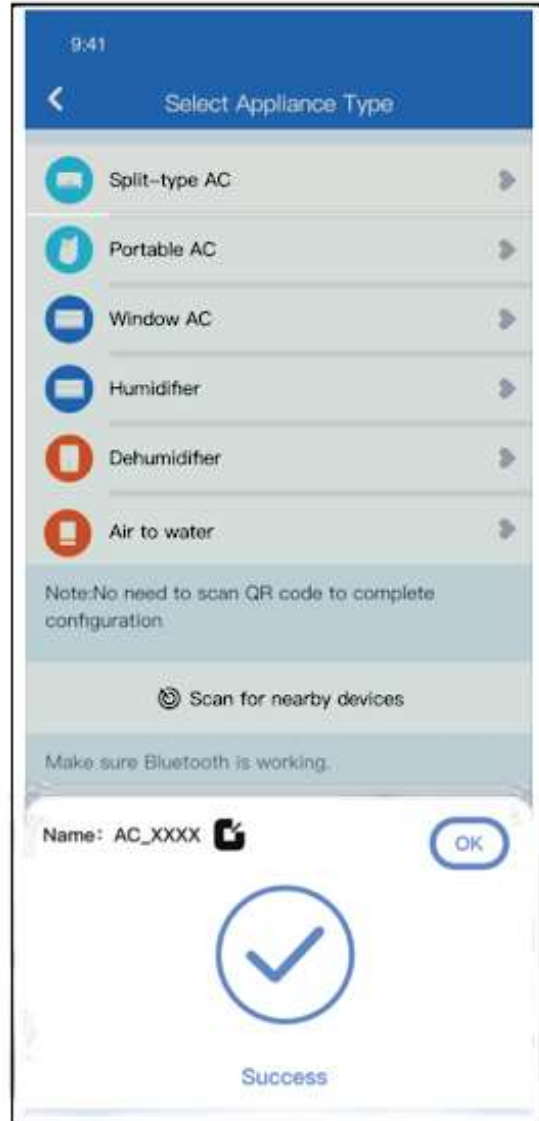 9:41
Select Appliance Type
Split-type AC
Portable AC
Window AC
Humidifier
Dehumidifier
Air to water
Note:No need to scan QR code to complete
configuration
Scan for nearby devices
Make sure Bluetooth is working.
Name: AC_XXXX
OK
Success